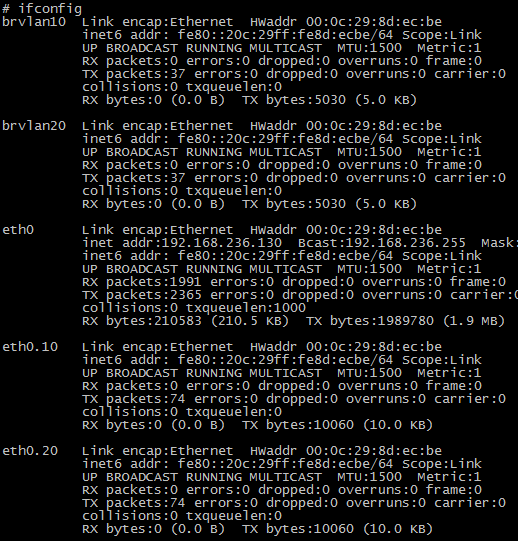 # ifconfig
brvlan10  Link encap:Ethernet  HWaddr 00:0c:29:8d:ec:be
          inet6 addr: fe80::20c:29ff:fe8d:ecbe/64 Scope:Link
          UP BROADCAST RUNNING MULTICAST  MTU:1500  Metric:1
          RX packets:0 errors:0 dropped:0 overruns:0 frame:0
          TX packets:37 errors:0 dropped:0 overruns:0 carrier:0
          collisions:0 txqueuelen:0
          RX bytes:0 (0.0 B)  TX bytes:5030 (5.0 KB)

brvlan20  Link encap:Ethernet  HWaddr 00:0c:29:8d:ec:be
          inet6 addr: fe80::20c:29ff:fe8d:ecbe/64 Scope:Link
          UP BROADCAST RUNNING MULTICAST  MTU:1500  Metric:1
          RX packets:0 errors:0 dropped:0 overruns:0 frame:0
          TX packets:37 errors:0 dropped:0 overruns:0 carrier:0
          collisions:0 txqueuelen:0
          RX bytes:0 (0.0 B)  TX bytes:5030 (5.0 KB)

eth0      Link encap:Ethernet  HWaddr 00:0c:29:8d:ec:be
          inet addr:192.168.236.130  Bcast:192.168.236.255  Mask:
          inet6 addr: fe80::20c:29ff:fe8d:ecbe/64 Scope:Link
          UP BROADCAST RUNNING MULTICAST  MTU:1500  Metric:1
          RX packets:1991 errors:0 dropped:0 overruns:0 frame:0
          TX packets:2365 errors:0 dropped:0 overruns:0 carrier:0
          collisions:0 txqueuelen:1000
          RX bytes:210583 (210.5 KB)  TX bytes:1989780 (1.9 MB)

eth0.10   Link encap:Ethernet  HWaddr 00:0c:29:8d:ec:be
          inet6 addr: fe80::20c:29ff:fe8d:ecbe/64 Scope:Link
          UP BROADCAST RUNNING MULTICAST  MTU:1500  Metric:1
          RX packets:0 errors:0 dropped:0 overruns:0 frame:0
          TX packets:74 errors:0 dropped:0 overruns:0 carrier:0
          collisions:0 txqueuelen:0
          RX bytes:0 (0.0 B)  TX bytes:10060 (10.0 KB)

eth0.20   Link encap:Ethernet  HWaddr 00:0c:29:8d:ec:be
          inet6 addr: fe80::20c:29ff:fe8d:ecbe/64 Scope:Link
          UP BROADCAST RUNNING MULTICAST  MTU:1500  Metric:1
          RX packets:0 errors:0 dropped:0 overruns:0 frame:0
          TX packets:74 errors:0 dropped:0 overruns:0 carrier:0
          collisions:0 txqueuelen:0
          RX bytes:0 (0.0 B)  TX bytes:10060 (10.0 KB)